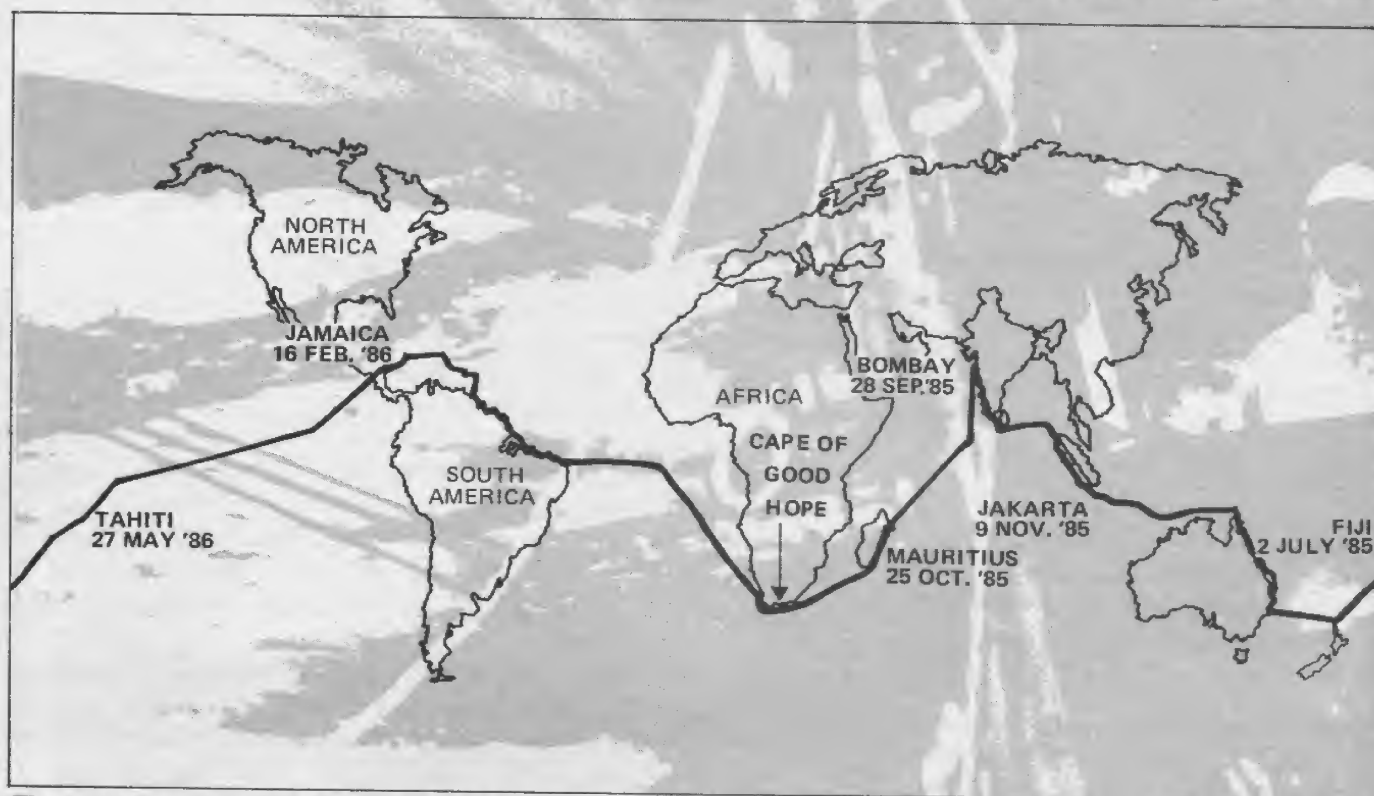 NORTH
AMERICA
JAMAICA
16 FEB. '86
TAHITI
27 MAY '86
SOUTH
AMERICA
AFRICA
CAPE OF
GOOD
HOPE
BOMBAY
28 SEP.'85
MAURITIUS
25 OCT. '85
JAKARTA
9 NOV. '85
FIJI
2 JULY '85